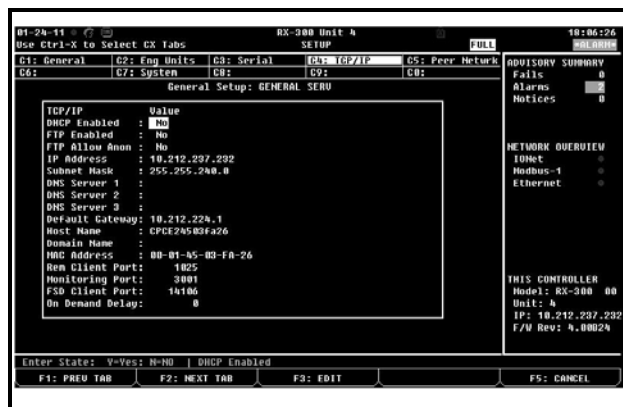 01-24-11
RX-300 Unit 4
18:06:26
Use Ctrl-X to Select CX Tabs
SETUP
FULL
*ALARM*
C1: General
C2: Eng Units
C3: Serial
C4: TCP/IP
C5: Peer Netwrk
C6:
C7: System
C8:
C9:
C0:
General Setup: GENERAL SERV
TCP/IP Value
DHCP Enabled : No
FTP Enabled : No
FTP Allow Anon : No
IP Address : 10.212.237.232
Subnet Mask : 255.255.240.0
DNS Server 1 :
DNS Server 2 :
DNS Server 3 :
Default Gateway: 10.212.224.1
Host Name : CPCE24503fa26
Domain Name :
MAC Address : 00-01-45-03-FA-26
Rem Client Port: 1025
Monitoring Port: 3001
FSD Client Port: 14106
On Demand Delay: 0
ADVISORY SUMMARY
Fails 0
Alarms 2
Notices 0
NETWORK OVERVIEW
IONet
Modbus-1
Ethernet
THIS CONTROLLER
Model: RX-300 00
Unit: 4
IP: 10.212.237.232
F/W Rev: 4.00B24
Enter State: Y=Yes: N=NO | DHCP Enabled
F1: PREV TAB
F2: NEXT TAB
F3: EDIT
F5: CANCEL